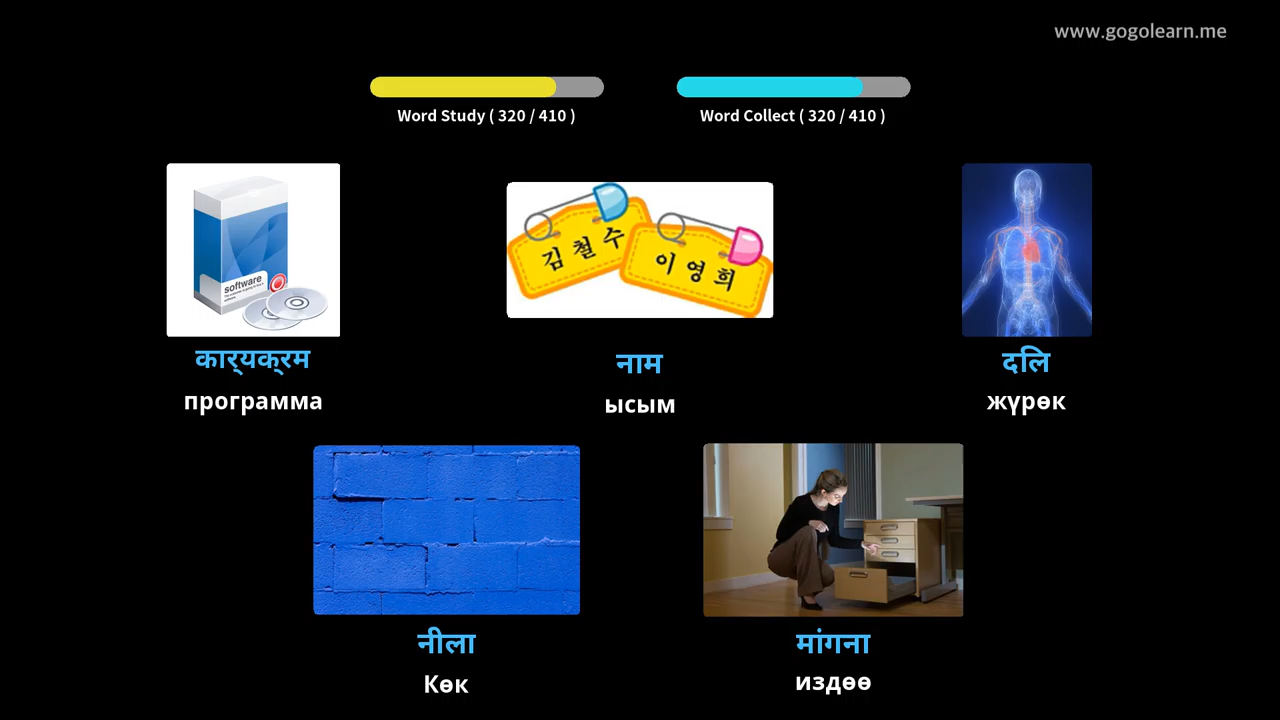 www.gogolearn.me
Word Study ( 320 / 410 )
Word Collect ( 320 / 410 )
software
김철수
이영희
कार्‌यक्‌रम
नाम
दलि
программа
ысым
жүрөк
नीला
मांगना
Көк
издөө